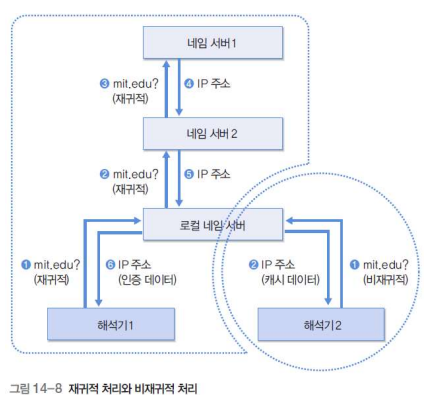 네임 서버1
❸ mit.edu?
(재귀적)
❹ IP 주소
네임 서버 2
❷ mit.edu?
(재귀적)
❺ IP 주소
로컬 네임 서버
❶ mit.edu?
(재귀적)
❻ IP 주소
(인증 데이터)
❷ IP 주소
(캐시 데이터)
❶ mit.edu?
(비재귀적)
해석기1
해석기2
그림 14-8 재귀적 처리와 비재귀적 처리